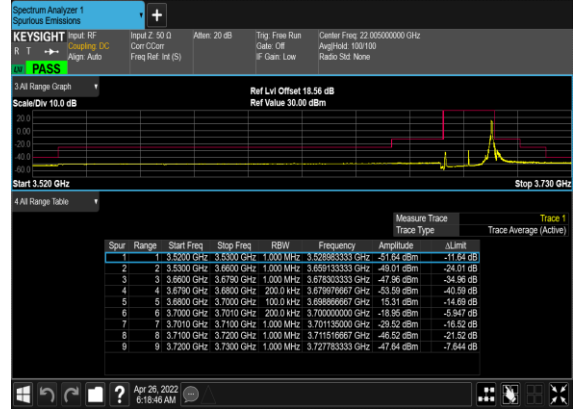 Spectrum Analyzer 1
Spurious Emissions
KEYSIGHT Input: RF Input Z: 50 Ω Atten: 20 dB Trig: Free Run Center Freq: 22.005000000 GHz
R T Coupling: DC Corr CCorr Gate: Off Avg|Hold: 100/100
Align: Auto Freq Ref: Int (S) IF Gain: Low Radio Std: None
PASS
3.All Range Graph
Ref Lvl Offset 18.56 dB
Scale/Div 10.0 dB Ref Value 30.00 dBm
20.0
0.00
-20.0
-40.0
-60.0
Start 3.520 GHz Stop 3.730 GHz
4.All Range Table
Measure Trace Trace 1
Trace Type Trace Average (Active)
Spur Range Start Freq Stop Freq RBW Frequency Amplitude ΔLimit
1 1 3.5200 GHz 3.5300 GHz 1.000 MHz 3.528983333 GHz -51.64 dBm -11.64 dB
2 2 3.5300 GHz 3.6600 GHz 1.000 MHz 3.659133333 GHz -49.01 dBm -24.01 dB
3 3 3.6600 GHz 3.6790 GHz 1.000 MHz 3.678303333 GHz -47.96 dBm -34.96 dB
4 4 3.6790 GHz 3.6800 GHz 200.0 kHz 3.679976667 GHz -53.59 dBm -40.59 dB
5 5 3.6800 GHz 3.7000 GHz 100.0 kHz 3.698866667 GHz 15.31 dBm -14.69 dB
6 6 3.7000 GHz 3.7010 GHz 200.0 kHz 3.700000000 GHz -18.95 dBm -5.947 dB
7 7 3.7010 GHz 3.7100 GHz 1.000 MHz 3.701135000 GHz -29.52 dBm -16.52 dB
8 8 3.7100 GHz 3.7200 GHz 1.000 MHz 3.711516667 GHz -46.52 dBm -21.52 dB
9 9 3.7200 GHz 3.7300 GHz 1.000 MHz 3.727783333 GHz -47.64 dBm -7.644 dB
Apr 26, 2022
6:18:46 AM